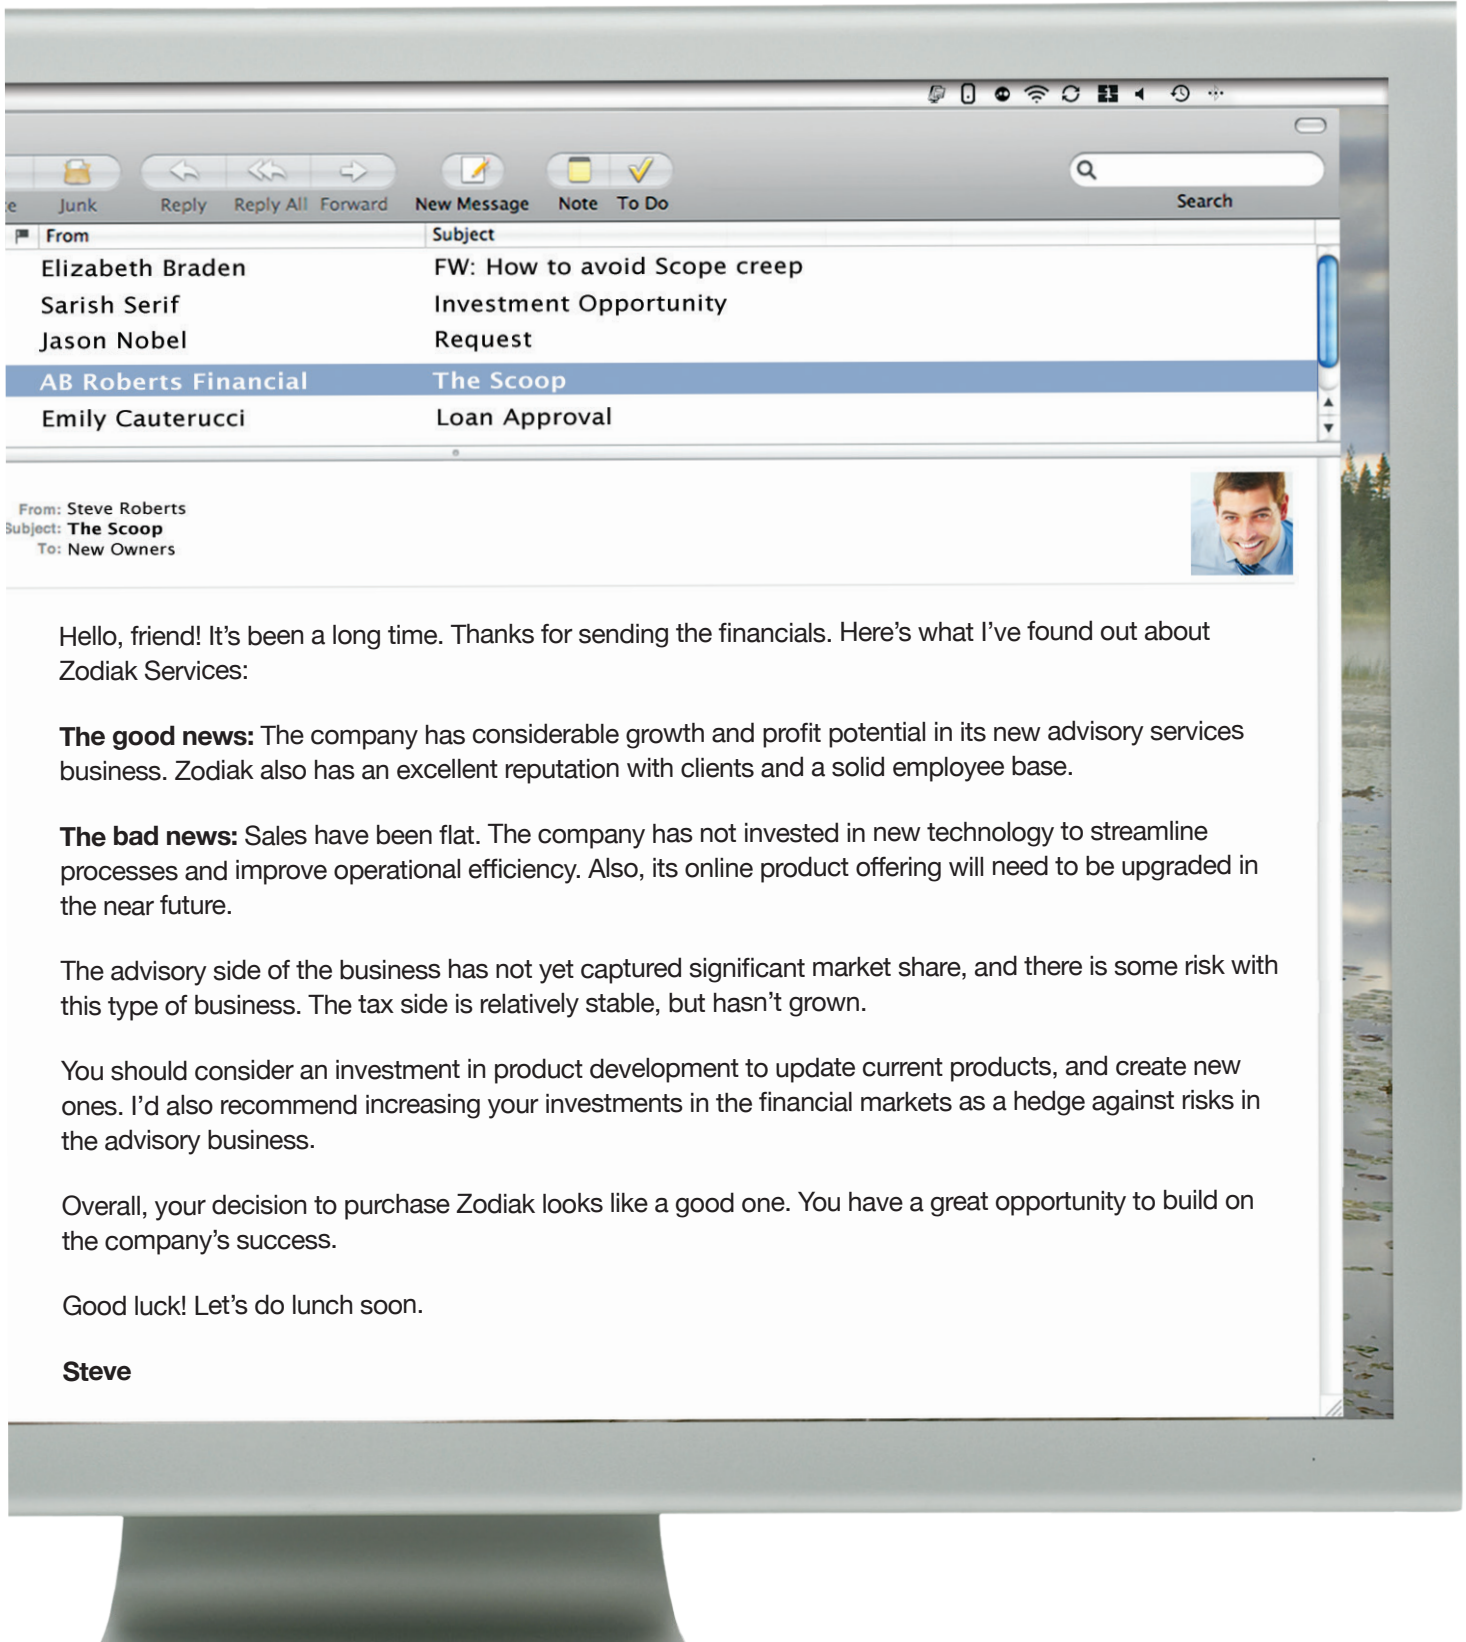 Junk Reply Reply All Forward New Message Note To Do Search
From Subject
Elizabeth Braden FW: How to avoid Scope creep
Sarish Serif Investment Opportunity
Jason Nobel Request
AB Roberts Financial The Scoop
Emily Cauterucci Loan Approval
From: Steve Roberts
Subject: The Scoop
To: New Owners
Hello, friend! It's been a long time. Thanks for sending the financials. Here's what I've found out about
Zodiak Services:
The good news: The company has considerable growth and profit potential in its new advisory services
business. Zodiak also has an excellent reputation with clients and a solid employee base.
The bad news: Sales have been flat. The company has not invested in new technology to streamline
processes and improve operational efficiency. Also, its online product offering will need to be upgraded in
the near future.
The advisory side of the business has not yet captured significant market share, and there is some risk with
this type of business. The tax side is relatively stable, but hasn't grown.
You should consider an investment in product development to update current products, and create new
ones. I'd also recommend increasing your investments in the financial markets as a hedge against risks in
the advisory business.
Overall, your decision to purchase Zodiak looks like a good one. You have a great opportunity to build on
the company's success.
Good luck! Let's do lunch soon.
Steve